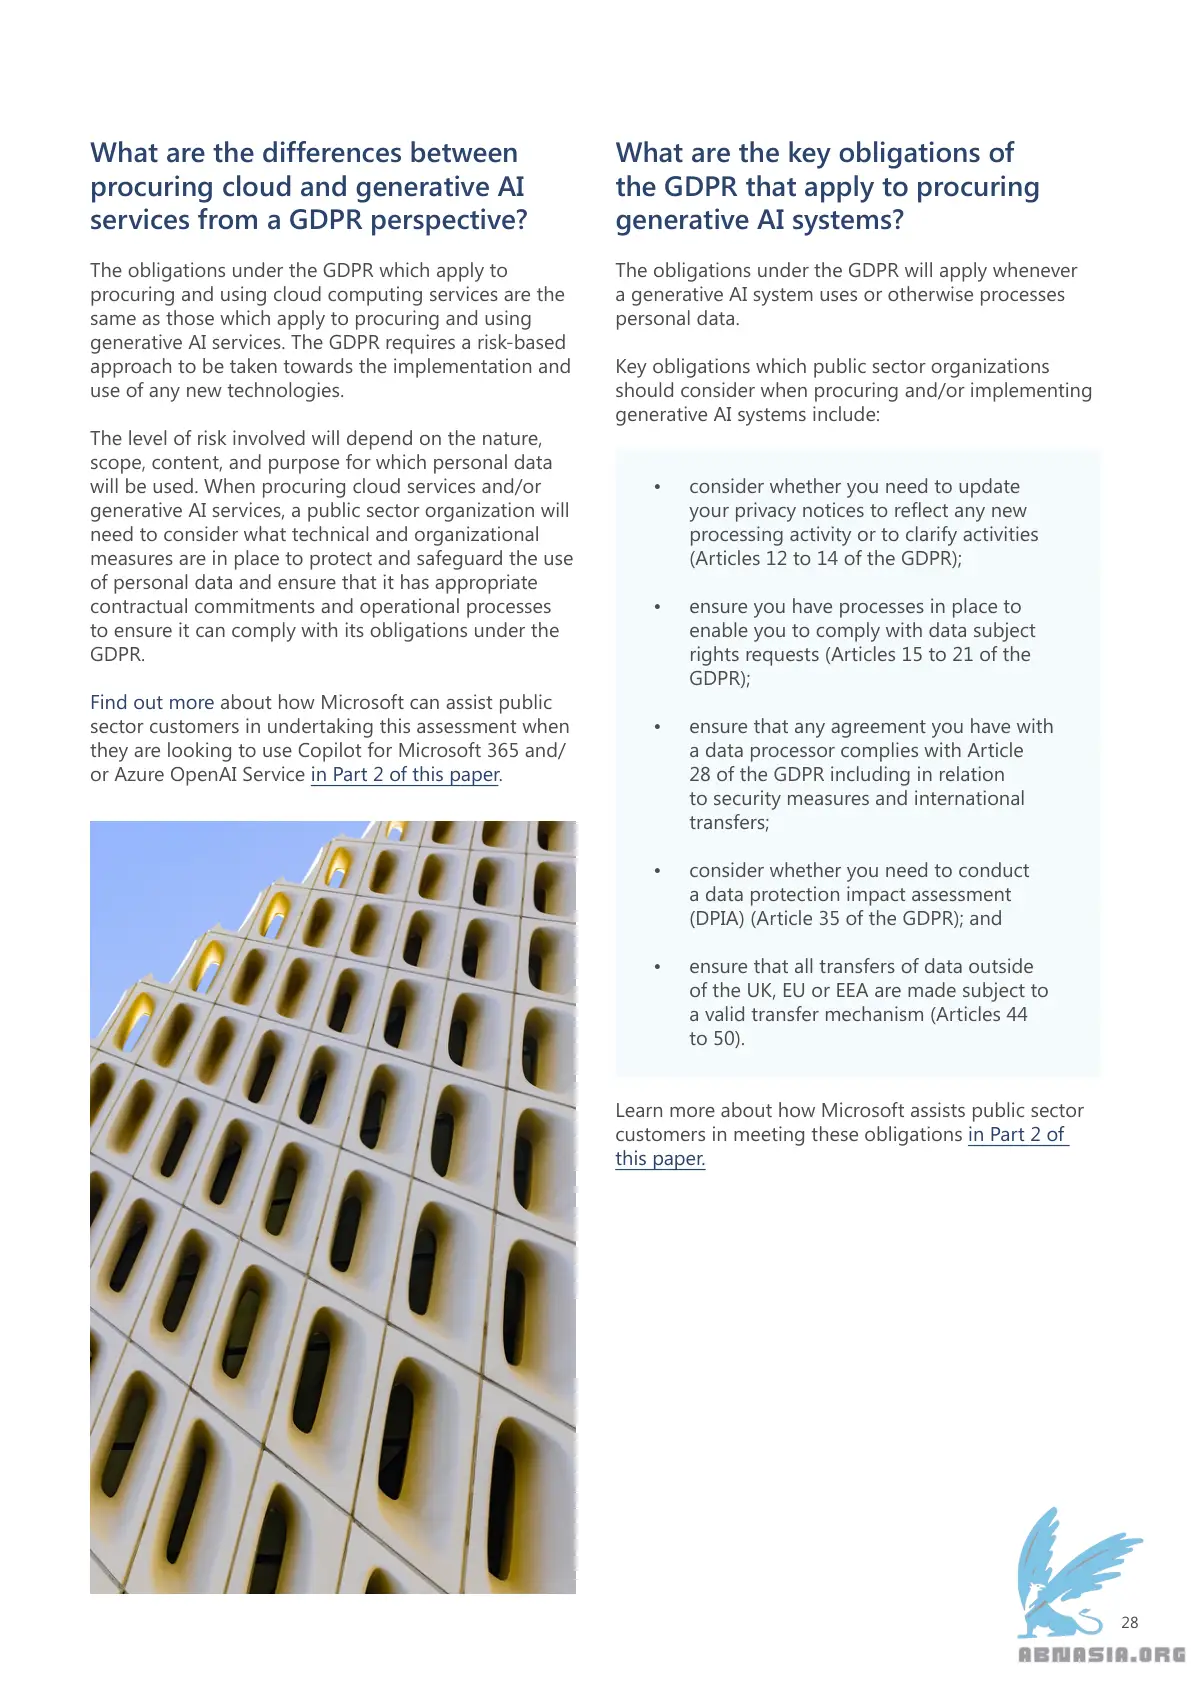 What are the differences between
procuring cloud and generative AI
services from a GDPR perspective?
The obligations under the GDPR which apply to
procuring and using cloud computing services are the
same as those which apply to procuring and using
generative AI services. The GDPR requires a risk-based
approach to be taken towards the implementation and
use of any new technologies.
The level of risk involved will depend on the nature,
scope, content, and purpose for which personal data
will be used. When procuring cloud services and/or
generative AI services, a public sector organization will
need to consider what technical and organizational
measures are in place to protect and safeguard the use
of personal data and ensure that it has appropriate
contractual commitments and operational processes
to ensure it can comply with its obligations under the
GDPR.
Find out more about how Microsoft can assist public
sector customers in undertaking this assessment when
they are looking to use Copilot for Microsoft 365 and/
or Azure OpenAI Service in Part 2 of this paper.
What are the key obligations of
the GDPR that apply to procuring
generative AI systems?
The obligations under the GDPR will apply whenever
a generative AI system uses or otherwise processes
personal data.
Key obligations which public sector organizations
should consider when procuring and/or implementing
generative AI systems include:
• consider whether you need to update
your privacy notices to reflect any new
processing activity or to clarify activities
(Articles 12 to 14 of the GDPR);
• ensure you have processes in place to
enable you to comply with data subject
rights requests (Articles 15 to 21 of the
GDPR);
• ensure that any agreement you have with
a data processor complies with Article
28 of the GDPR including in relation
to security measures and international
transfers;
• consider whether you need to conduct
a data protection impact assessment
(DPIA) (Article 35 of the GDPR); and
• ensure that all transfers of data outside
of the UK, EU or EEA are made subject to
a valid transfer mechanism (Articles 44
to 50).
Learn more about how Microsoft assists public sector
customers in meeting these obligations in Part 2 of
this paper.
28
ABNASIA.ORG